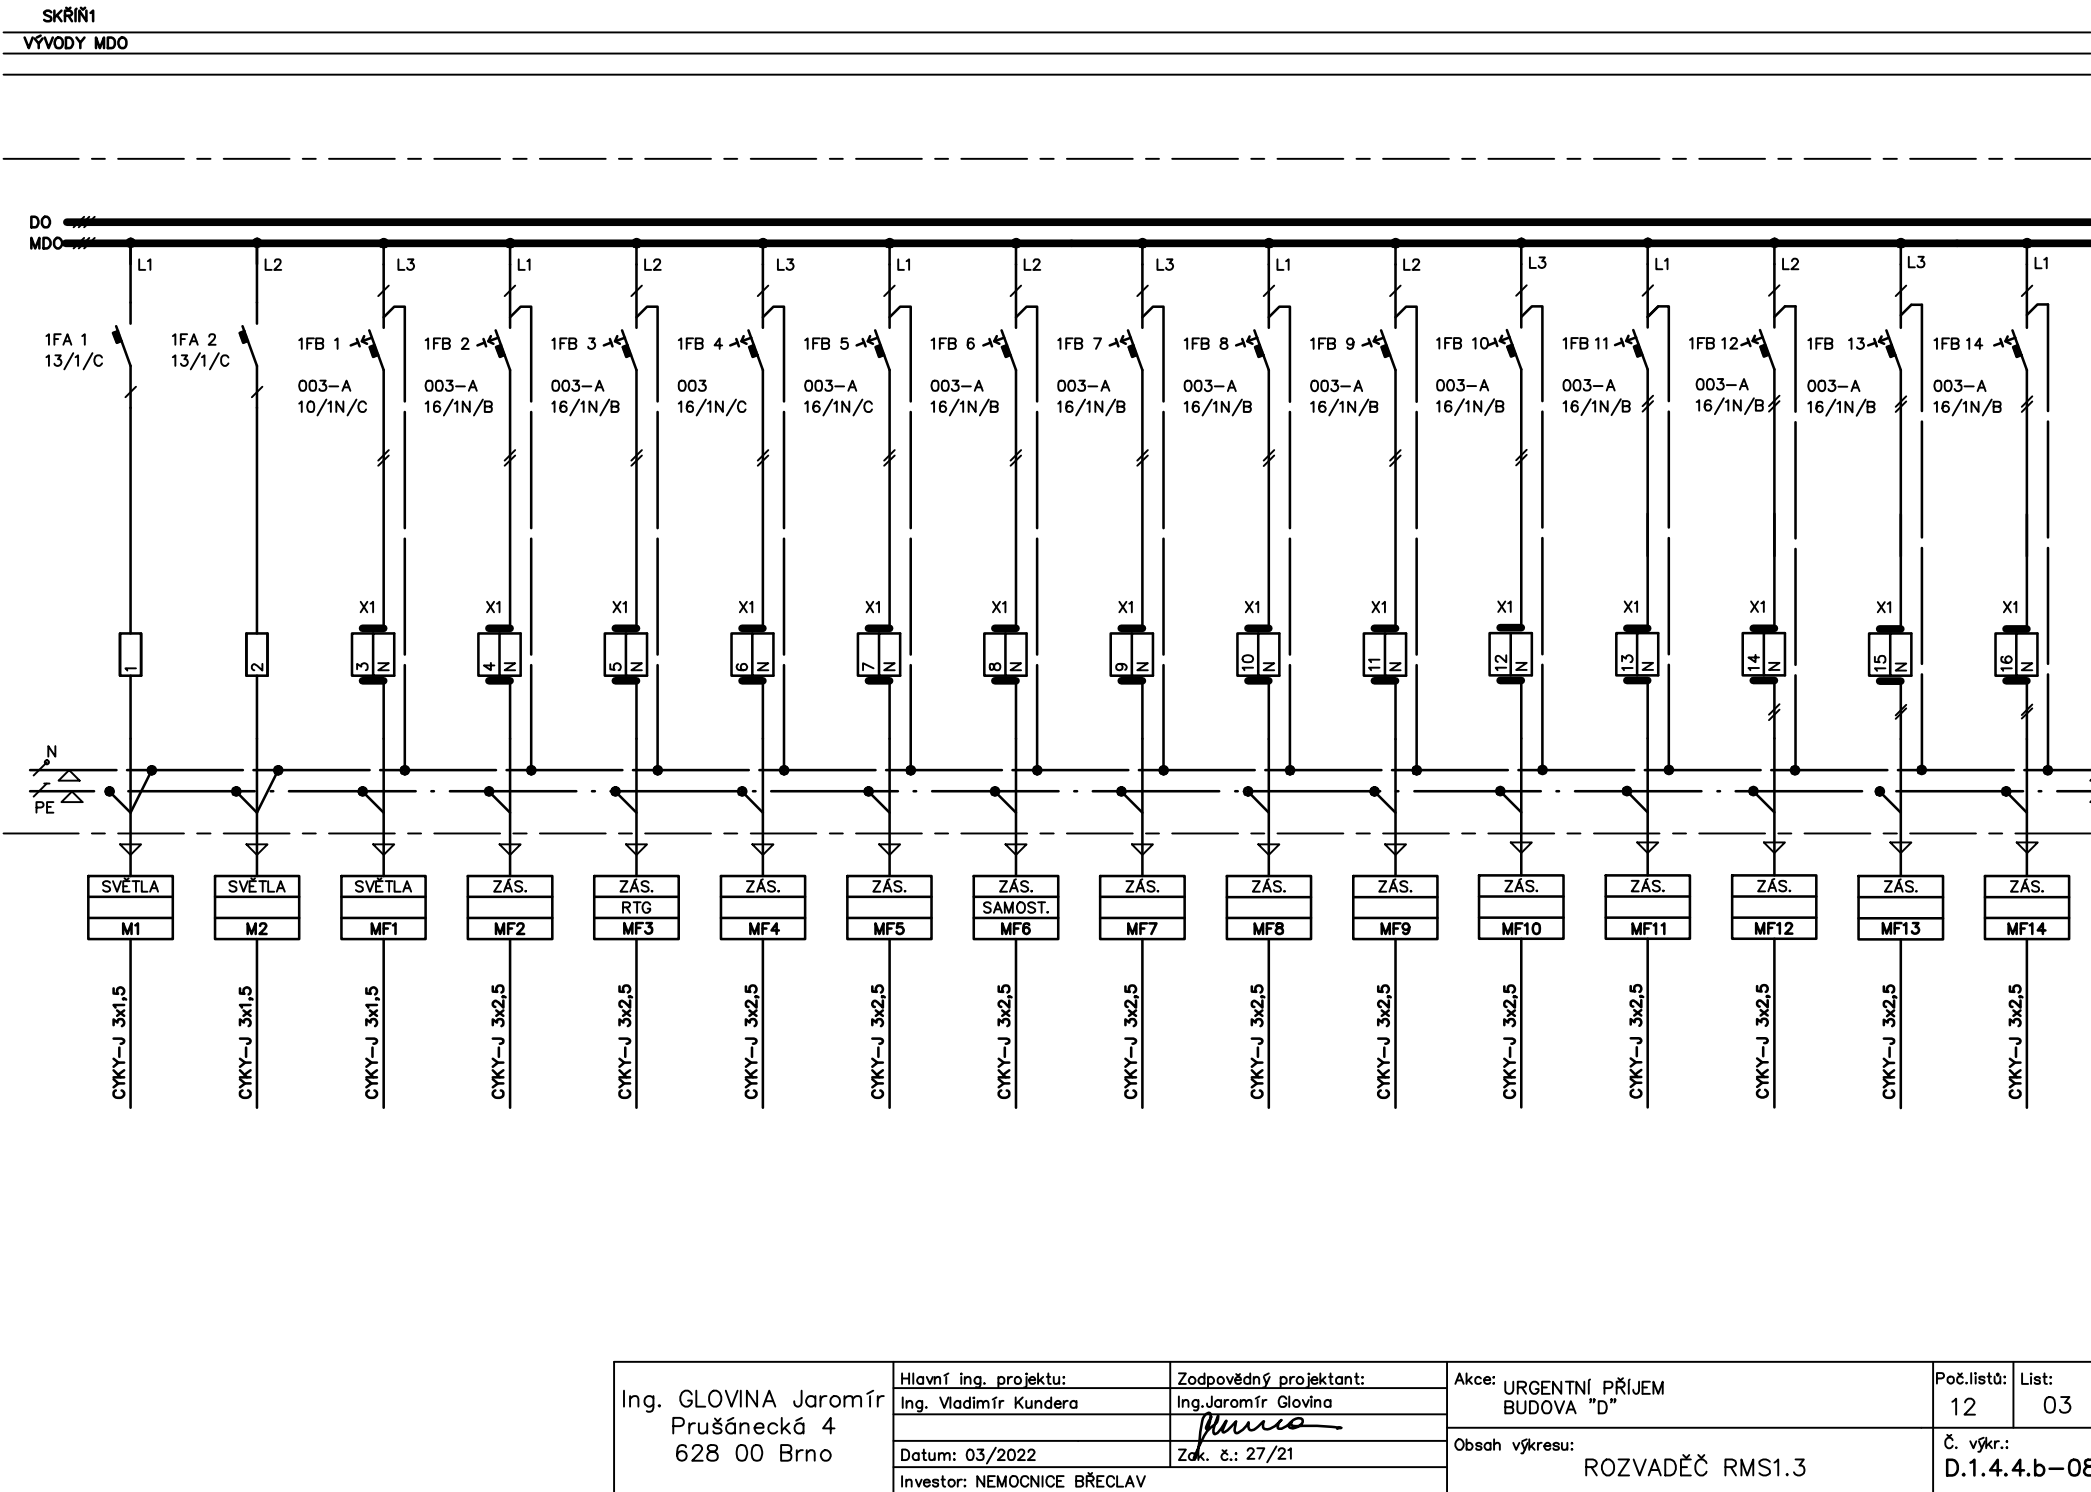 SKŘÍŇ1
VÝVODY MDO
DO
MDO
L1 L2 L3 L1 L2 L3 L1 L2 L3 L1 L2 L3 L1 L2 L3 L1
1FA 1 1FA 2 1FB 1 1FB 2 1FB 3 1FB 4 1FB 5 1FB 6 1FB 7 1FB 8 1FB 9 1FB 10 1FB 11 1FB 12 1FB 13 1FB 14
13/1/C 13/1/C
003-A 003-A 003-A 003 003-A 003-A 003-A 003-A 003-A 003-A 003-A 003-A 003-A 003-A
10/1N/C 16/1N/B 16/1N/B 16/1N/C 16/1N/C 16/1N/B 16/1N/B 16/1N/B 16/1N/B 16/1N/B 16/1N/B 16/1N/B 16/1N/B 16/1N/B
X1 X1 X1 X1 X1 X1 X1 X1 X1 X1 X1 X1 X1 X1
1 2 3 N 4 N 5 N 6 N 7 N 8 N 9 N 10 N 11 N 12 N 13 N 14 N 15 N 16 N
N
PE
SVĚTLA SVĚTLA SVĚTLA ZÁS. ZÁS. ZÁS. ZÁS. ZÁS. ZÁS. ZÁS. ZÁS. ZÁS. ZÁS. ZÁS. ZÁS. ZÁS.
RTG SAMOST.
M1 M2 MF1 MF2 MF3 MF4 MF5 MF6 MF7 MF8 MF9 MF10 MF11 MF12 MF13 MF14
CYKY-J 3x1,5 CYKY-J 3x1,5 CYKY-J 3x1,5 CYKY-J 3x2,5 CYKY-J 3x2,5 CYKY-J 3x2,5 CYKY-J 3x2,5 CYKY-J 3x2,5 CYKY-J 3x2,5 CYKY-J 3x2,5 CYKY-J 3x2,5 CYKY-J 3x2,5 CYKY-J 3x2,5 CYKY-J 3x2,5 CYKY-J 3x2,5 CYKY-J 3x2,5
Ing. GLOVINA Jaromír
Prušánecká 4
628 00 Brno
Hlavní ing. projektu:
Ing. Vladimír Kundera
Datum: 03/2022
Investor: NEMOCNICE BŘECLAV
Zodpovědný projektant:
Ing.Jaromír Glovina
Zak. č.: 27/21
Akce: URGENTNÍ PŘÍJEM
BUDOVA "D"
Obsah výkresu:
ROZVADĚČ RMS1.3
Poč.listů:
12
List:
03
Č. výkr.:
D.1.4.4.b-08